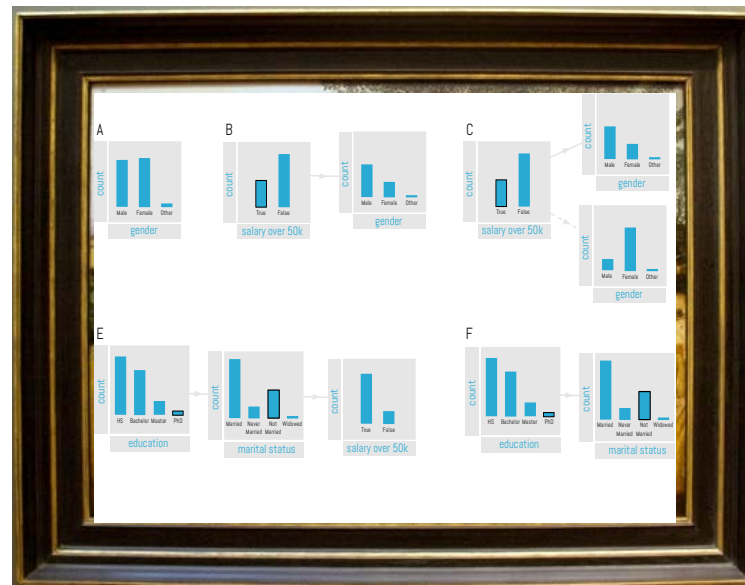 A
count
Male Female Other
gender
B
count
True False
salary over 50k
count
Male Female Other
gender
C
count
True False
salary over 50k
count
Male Female Other
gender
count
Male Female Other
gender
E
count
HS Bachelor Master PhD
education
count
Married Never Not Widowed
Married Married
marital status
count
True False
salary over 50k
F
count
HS Bachelor Master PhD
education
count
Married Never Not Widowed
Married Married
marital status